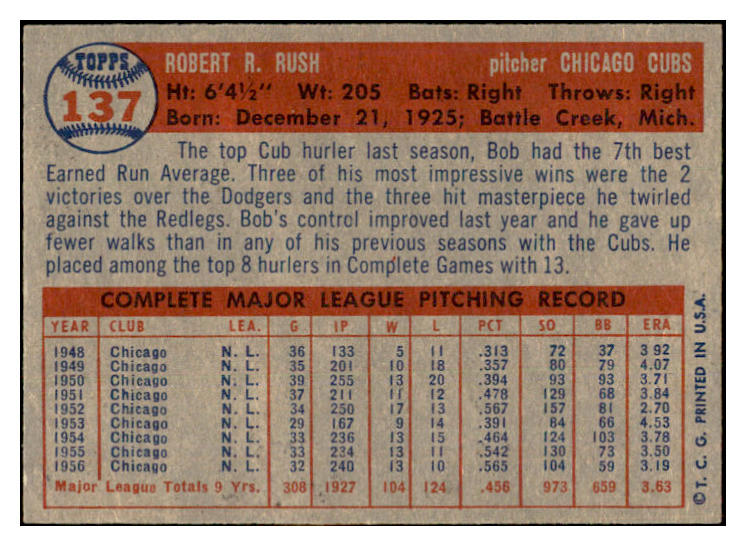 TOPPS
137
ROBERT R. RUSH pitcher CHICAGO CUBS
Ht: 6'4½" Wt: 205 Bats: Right Throws: Right
Born: December 21, 1925; Battle Creek, Mich.
The top Cub hurler last season, Bob had the 7th best
Earned Run Average. Three of his most impressive wins were the 2
victories over the Dodgers and the three hit masterpiece he twirled
against the Redlegs. Bob's control improved last year and he gave up
fewer walks than in any of his previous seasons with the Cubs. He
placed among the top 8 hurlers in Complete Games with 13.
COMPLETE MAJOR LEAGUE PITCHING RECORD
YEAR CLUB LEA. G IP W L PCT SO BB ERA
1948 Chicago N. L. 36 133 5 11 .313 72 37 3 92
1949 Chicago N. L. 35 201 10 18 .357 80 79 4.07
1950 Chicago N. L. 39 255 13 20 .394 93 93 3.71
1951 Chicago N. L. 37 211 11 12 .478 129 68 3.84
1952 Chicago N. L. 34 250 17 13 .567 157 81 2.70
1953 Chicago N. L. 29 167 9 14 .391 84 66 4.53
1954 Chicago N. L. 33 236 13 15 .464 124 103 3.78
1955 Chicago N. L. 33 234 13 11 .542 130 73 3.50
1956 Chicago N. L. 32 240 13 10 .565 104 59 3.19
Major League Totals 9 Yrs. 308 1927 104 124 .456 973 659 3.63
© T. C. G. PRINTED IN U.S.A.